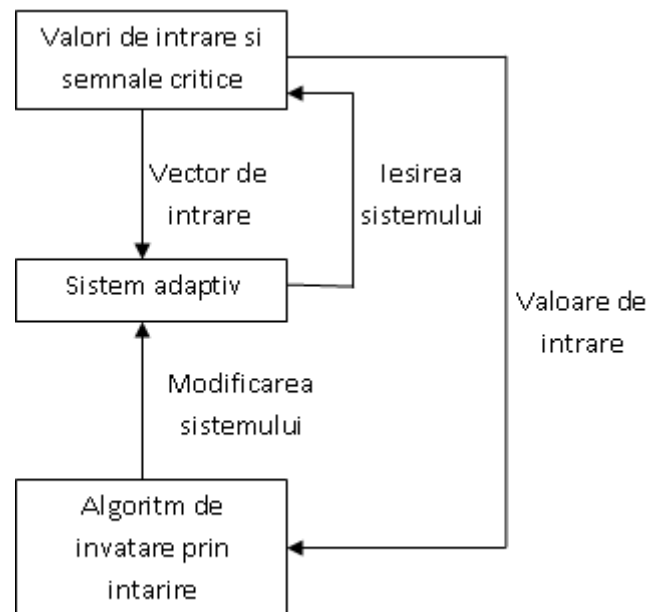 Valori de intrare si
semnale critice
Vector de
intrare
Iesirea
sistemului
Sistem adaptiv
Valoare de
intrare
Modificarea
sistemului
Algoritm de
invatare prin
intarire